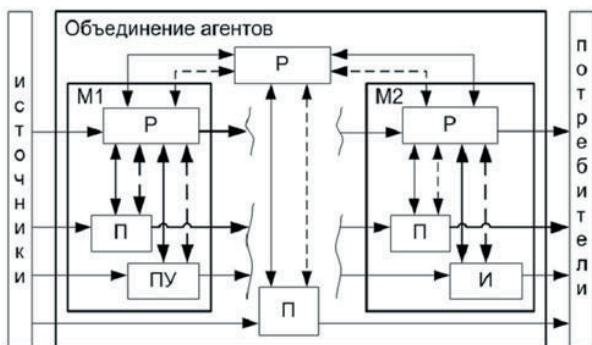 Объединение агентов
источники
потребители
Р
М1
М2
Р
Р
П
П
ПУ
И
П